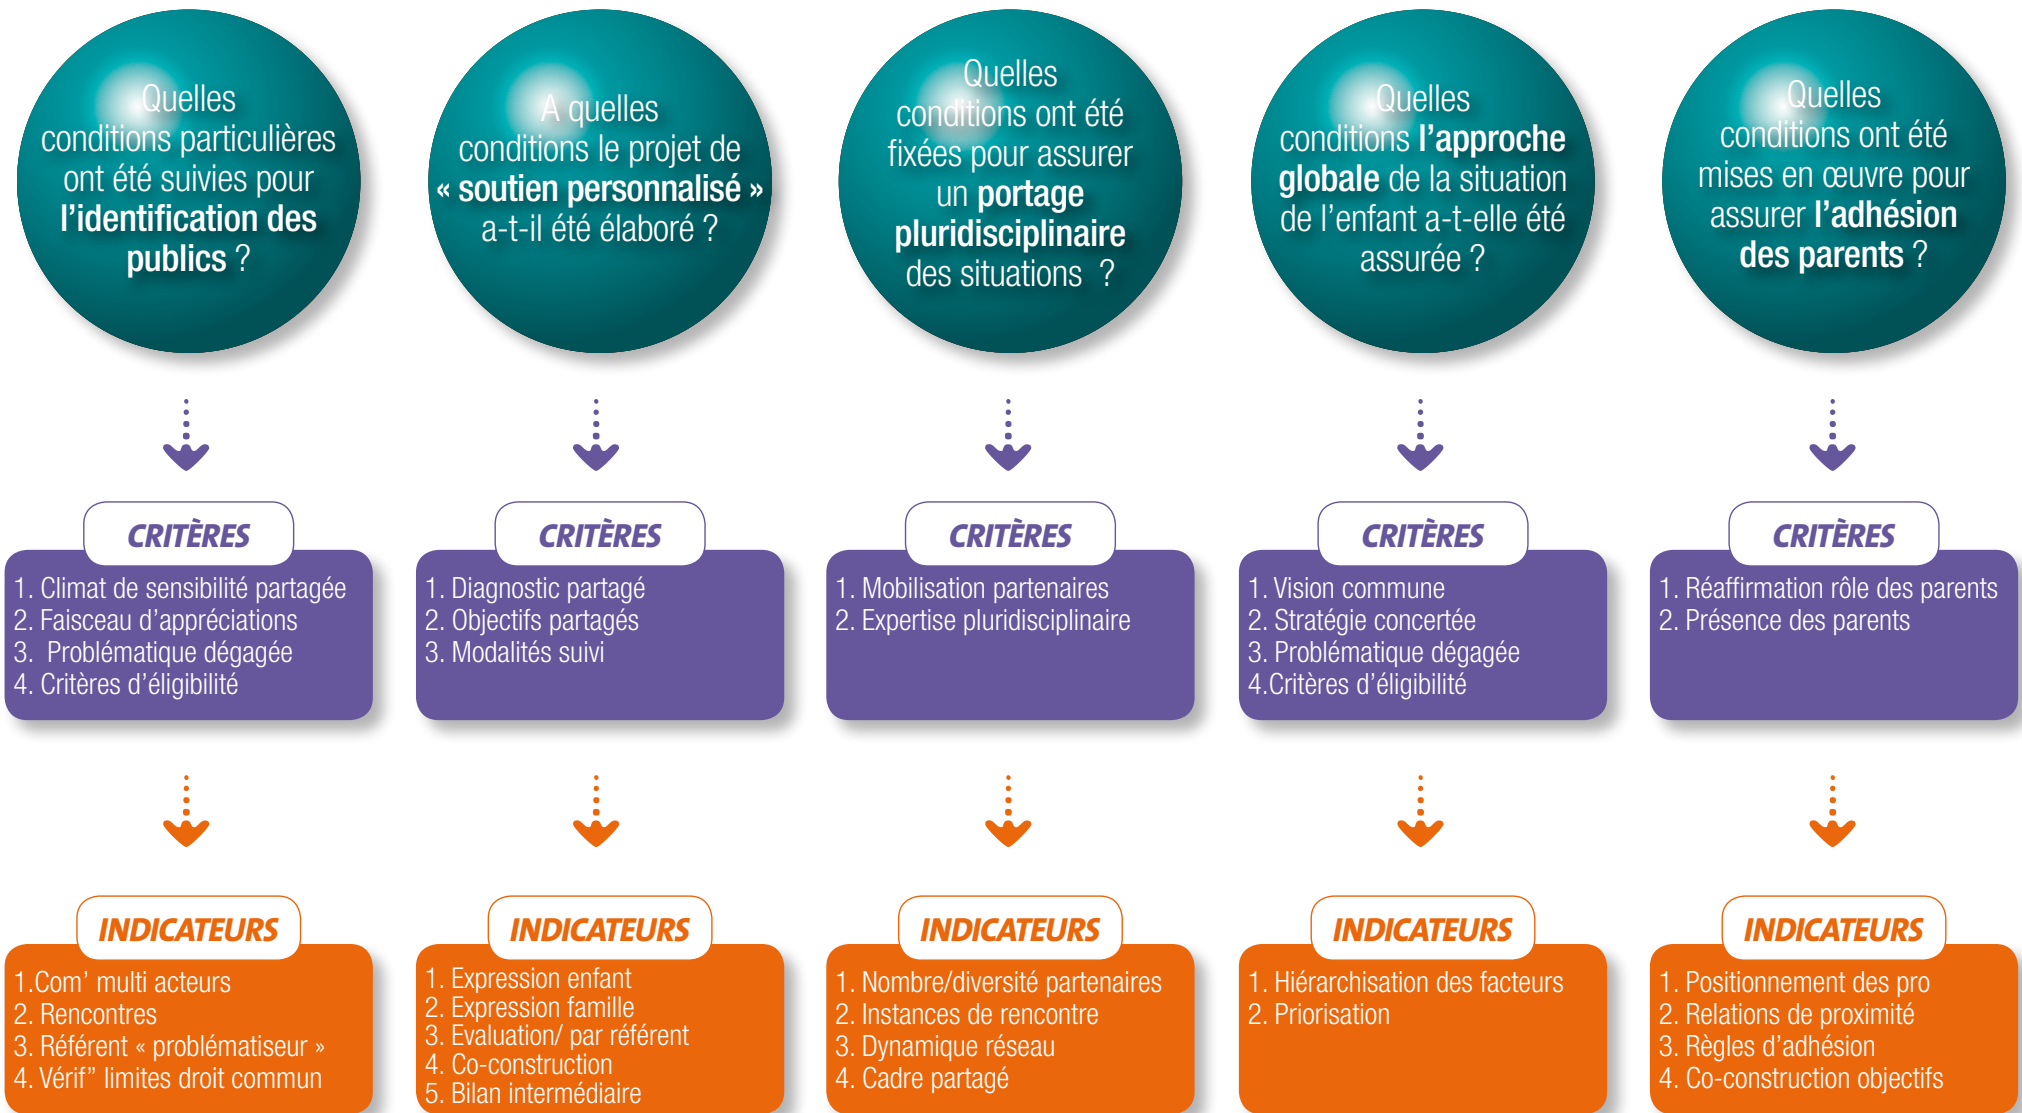 Quelles
conditions particulières
ont été suivies pour
l'identification des
publics ?
A quelles
conditions le projet de
« soutien personnalisé »
a-t-il été élaboré ?
Quelles
conditions ont été
fixées pour assurer
un portage
pluridisciplinaire
des situations ?
Quelles
conditions l'approche
globale de la situation
de l'enfant a-t-elle été
assurée ?
Quelles
conditions ont été
mises en œuvre pour
assurer l'adhésion
des parents ?
CRITÈRES
1. Climat de sensibilité partagée
2. Faisceau d'appréciations
3. Problématique dégagée
4. Critères d'éligibilité
CRITÈRES
1. Diagnostic partagé
2. Objectifs partagés
3. Modalités suivi
CRITÈRES
1. Mobilisation partenaires
2. Expertise pluridisciplinaire
CRITÈRES
1. Vision commune
2. Stratégie concertée
3. Problématique dégagée
4.Critères d'éligibilité
CRITÈRES
1. Réaffirmation rôle des parents
2. Présence des parents
INDICATEURS
1.Com' multi acteurs
2. Rencontres
3. Référent « problématiseur »
4. Vérif" limites droit commun
INDICATEURS
1. Expression enfant
2. Expression famille
3. Evaluation/ par référent
4. Co-construction
5. Bilan intermédiaire
INDICATEURS
1. Nombre/diversité partenaires
2. Instances de rencontre
3. Dynamique réseau
4. Cadre partagé
INDICATEURS
1. Hiérarchisation des facteurs
2. Priorisation
INDICATEURS
1. Positionnement des pro
2. Relations de proximité
3. Règles d'adhésion
4. Co-construction objectifs